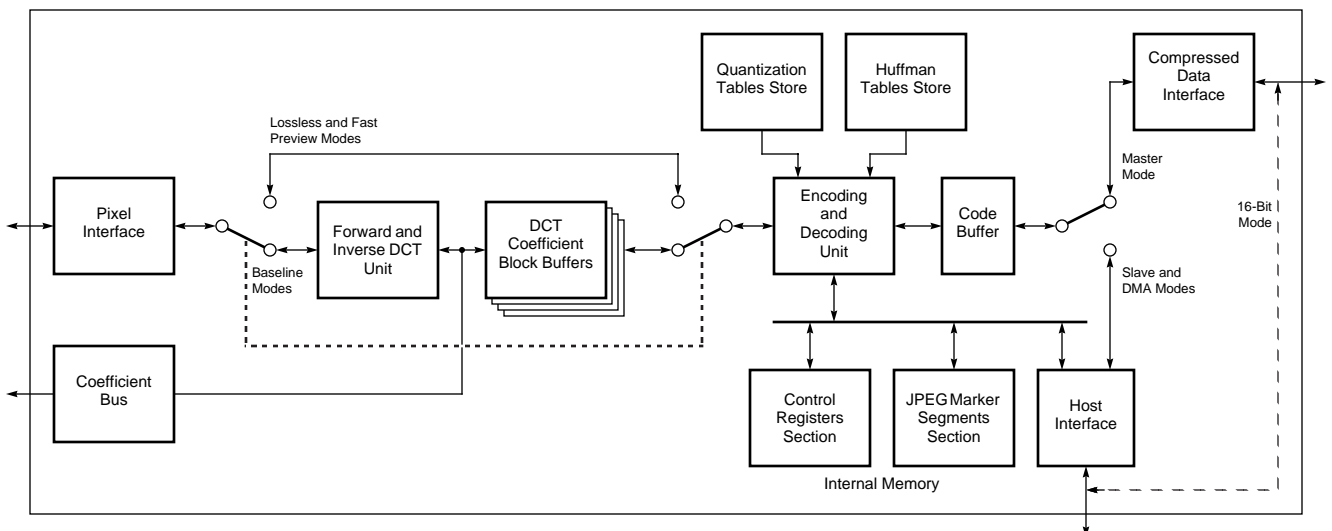 Quantization
Tables Store
Huffman
Tables Store
Compressed
Data
Interface
Lossless and Fast
Preview Modes
Master
Mode
Pixel
Interface
Baseline
Modes
Forward and
Inverse DCT
Unit
DCT
Coefficient
Block Buffers
Encoding
and
Decoding
Unit
Code
Buffer
16-Bit
Mode
Slave and
DMA Modes
Coefficient
Bus
Control
Registers
Section
JPEG Marker
Segments
Section
Host
Interface
Internal Memory